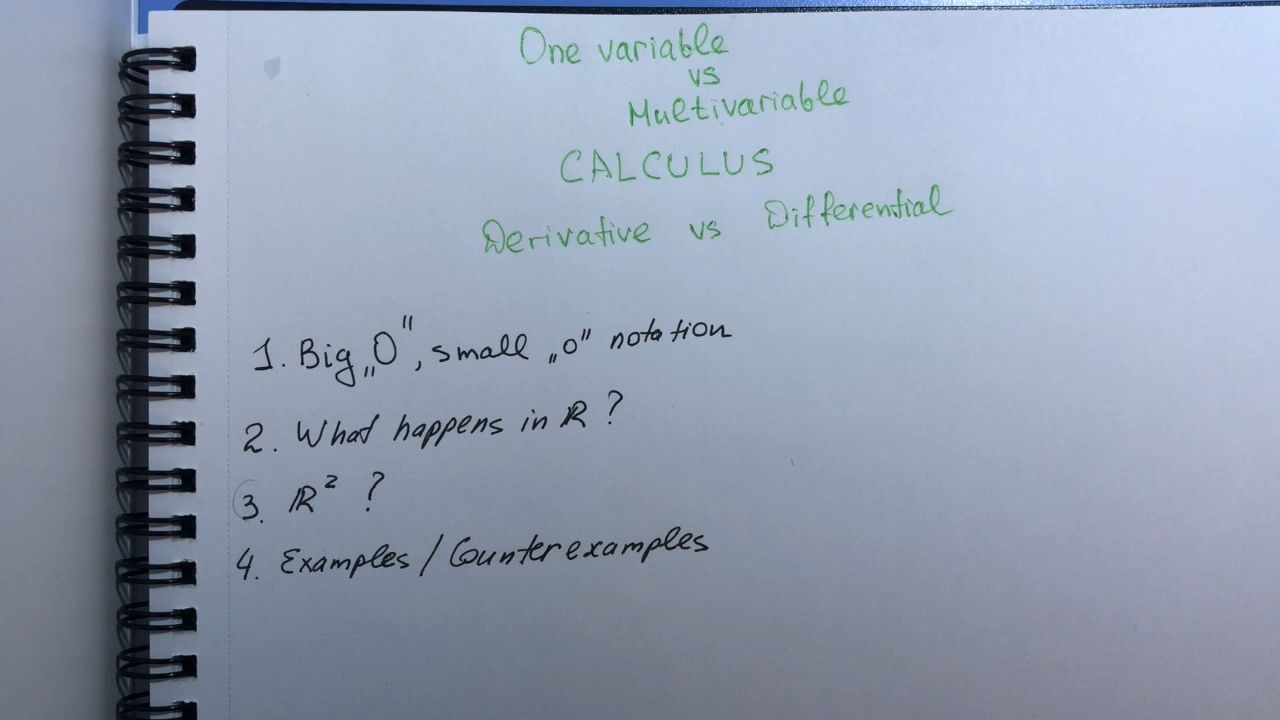 One variable
vs
Multivariable
CALCULUS
Derivative vs Differential
1. Big „O", small „o" notation
2. What happens in ℝ ?
3. ℝ² ?
4. Examples / Counterexamples